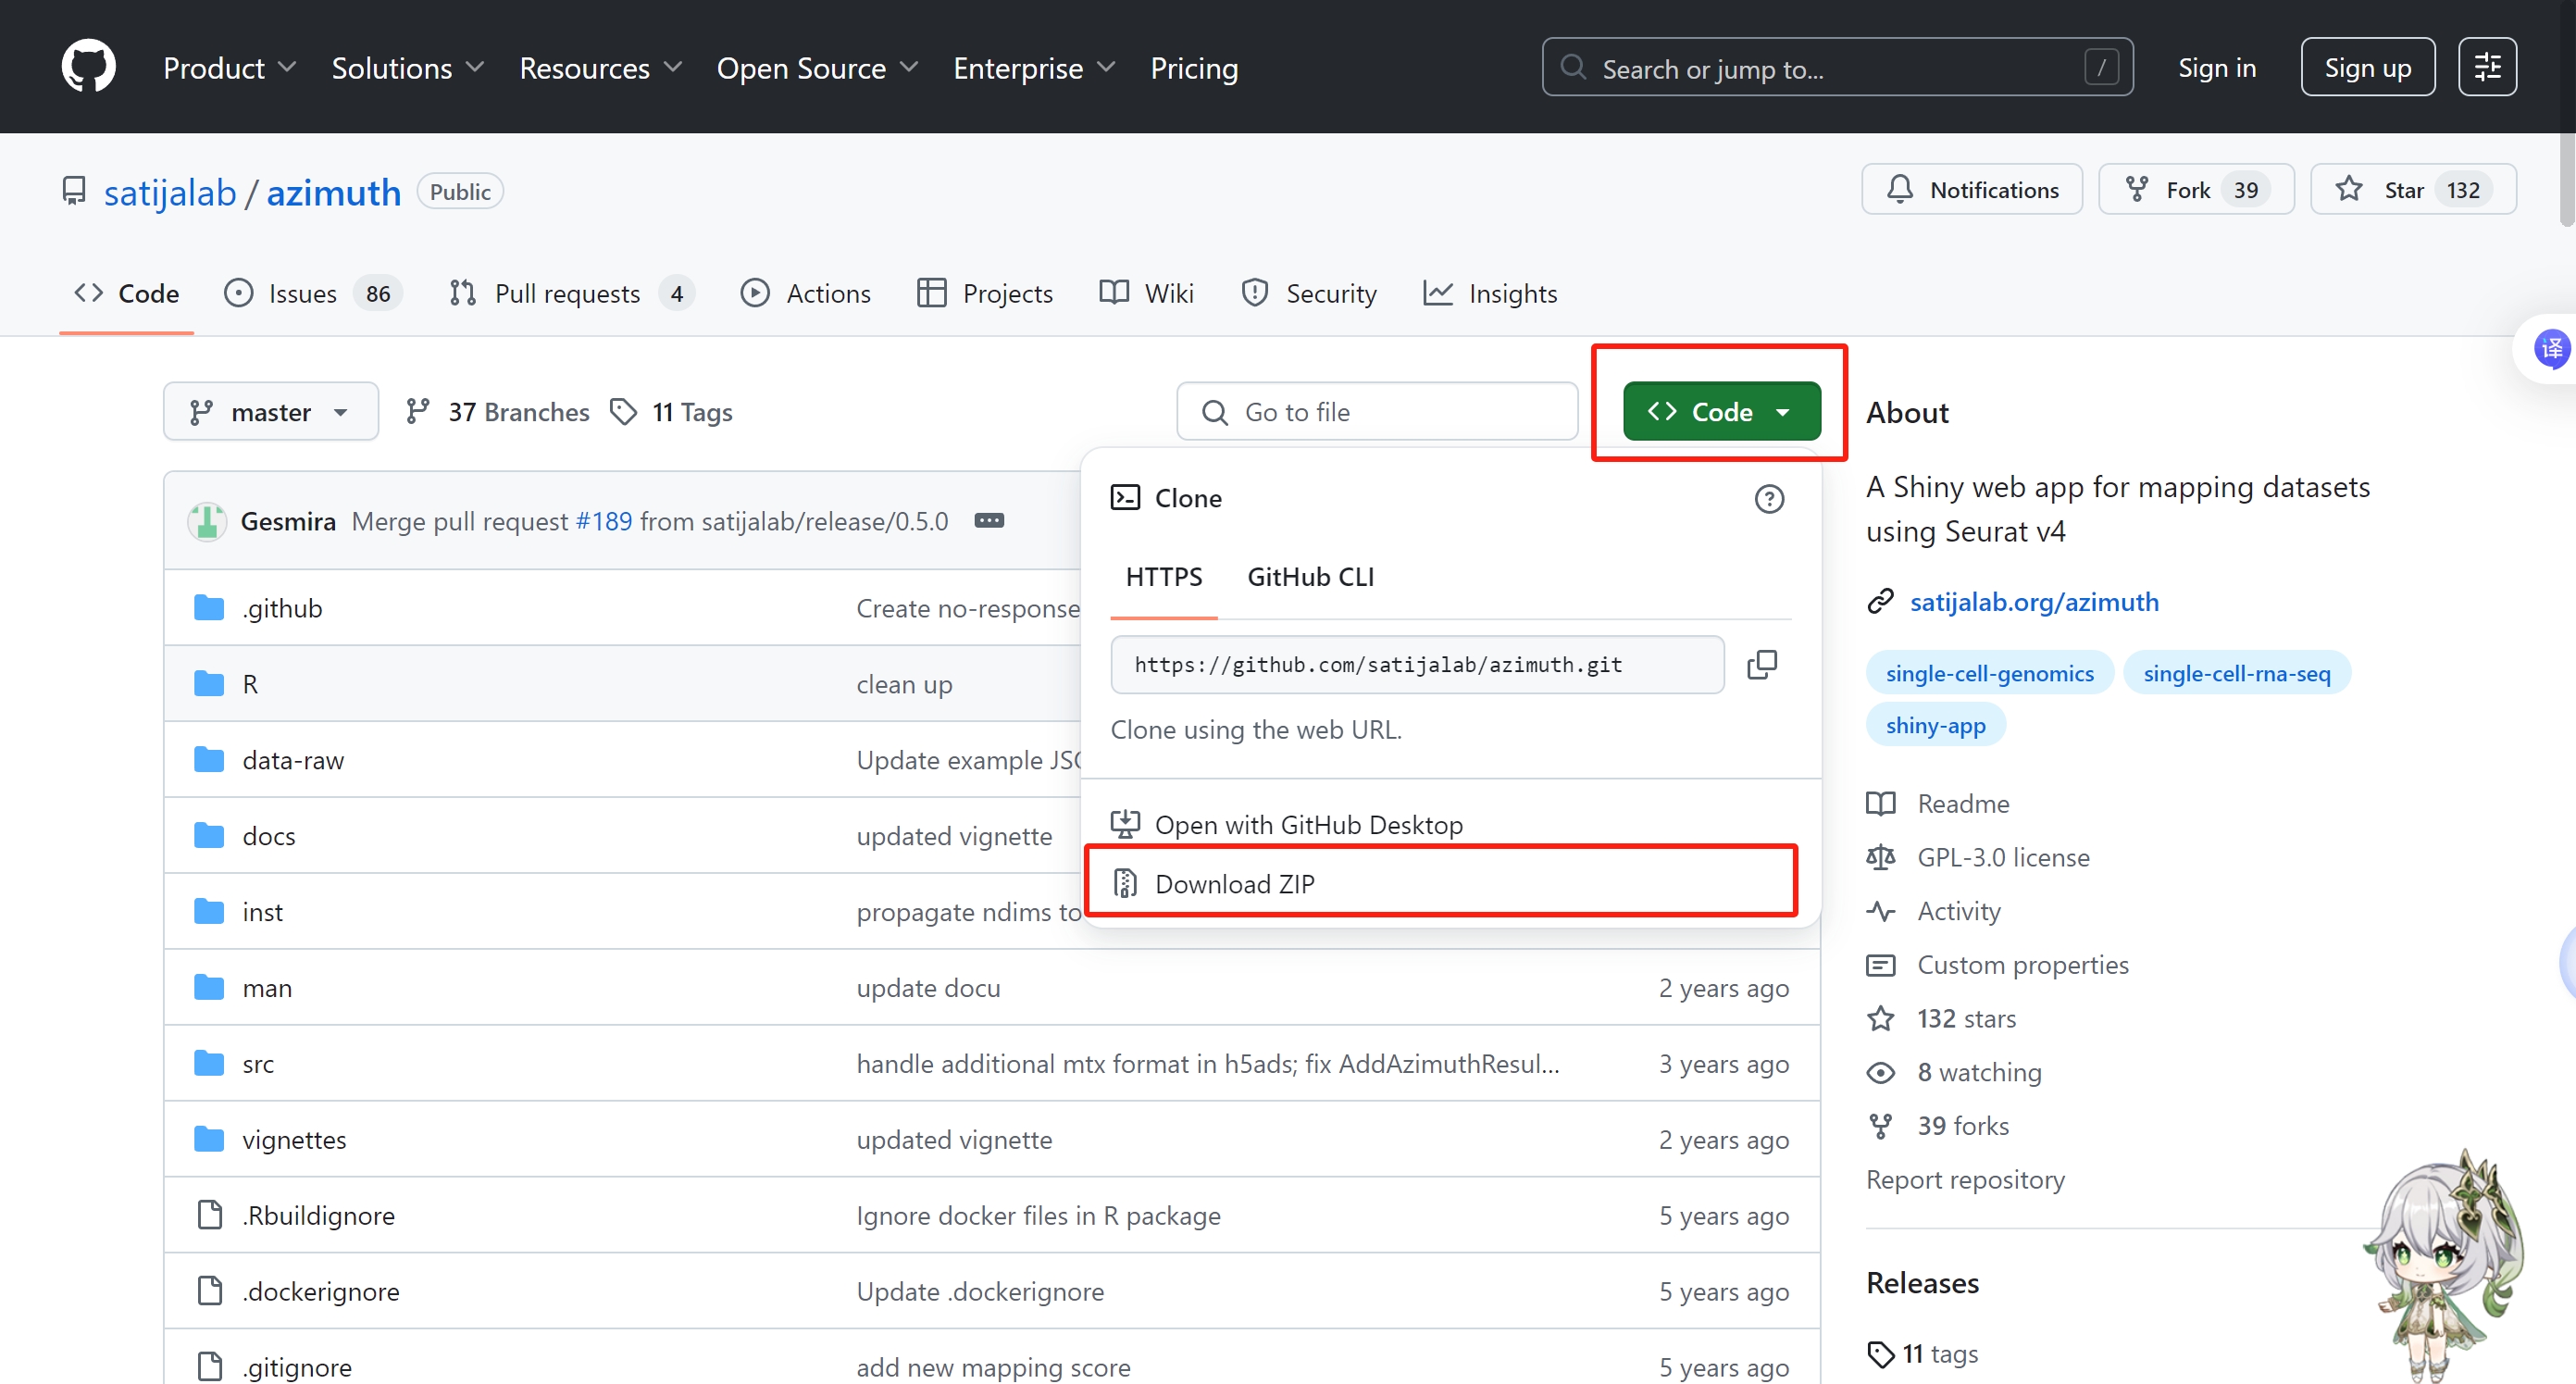 Product Solutions Resources Open Source Enterprise Pricing Search or jump to... / Sign in Sign up
satijalab / azimuth Public Notifications Fork 39 Star 132
Code Issues 86 Pull requests 4 Actions Projects Wiki Security Insights
译
master 37 Branches 11 Tags Go to file Code
Gesmira Merge pull request #189 from satijalab/release/0.5.0
.github Create no-response
R clean up
data-raw Update example
docs updated vignette
inst propagate ndims to
man update docu 2 years ago
src handle additional mtx format in h5ads; fix AddAzimuthResul... 3 years ago
vignettes updated vignette 2 years ago
.Rbuildignore Ignore docker files in R package 5 years ago
.dockerignore Update .dockerignore 5 years ago
.gitignore add new mapping score 5 years ago
Clone
HTTPS GitHub CLI
https://github.com/satijalab/azimuth.git
Clone using the web URL.
Open with GitHub Desktop
Download ZIP
About
A Shiny web app for mapping datasets
using Seurat v4
satijalab.org/azimuth
single-cell-genomics single-cell-rna-seq
shiny-app
Readme
GPL-3.0 license
Activity
Custom properties
132 stars
8 watching
39 forks
Report repository
Releases
11 tags